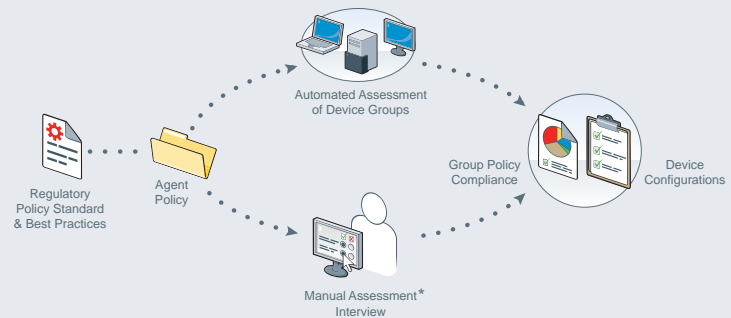 Automated Assessment
of Device Groups
Regulatory
Policy Standard
& Best Practices
Agent
Policy
Group Policy
Compliance
Device
Configurations
Manual Assessment*
Interview